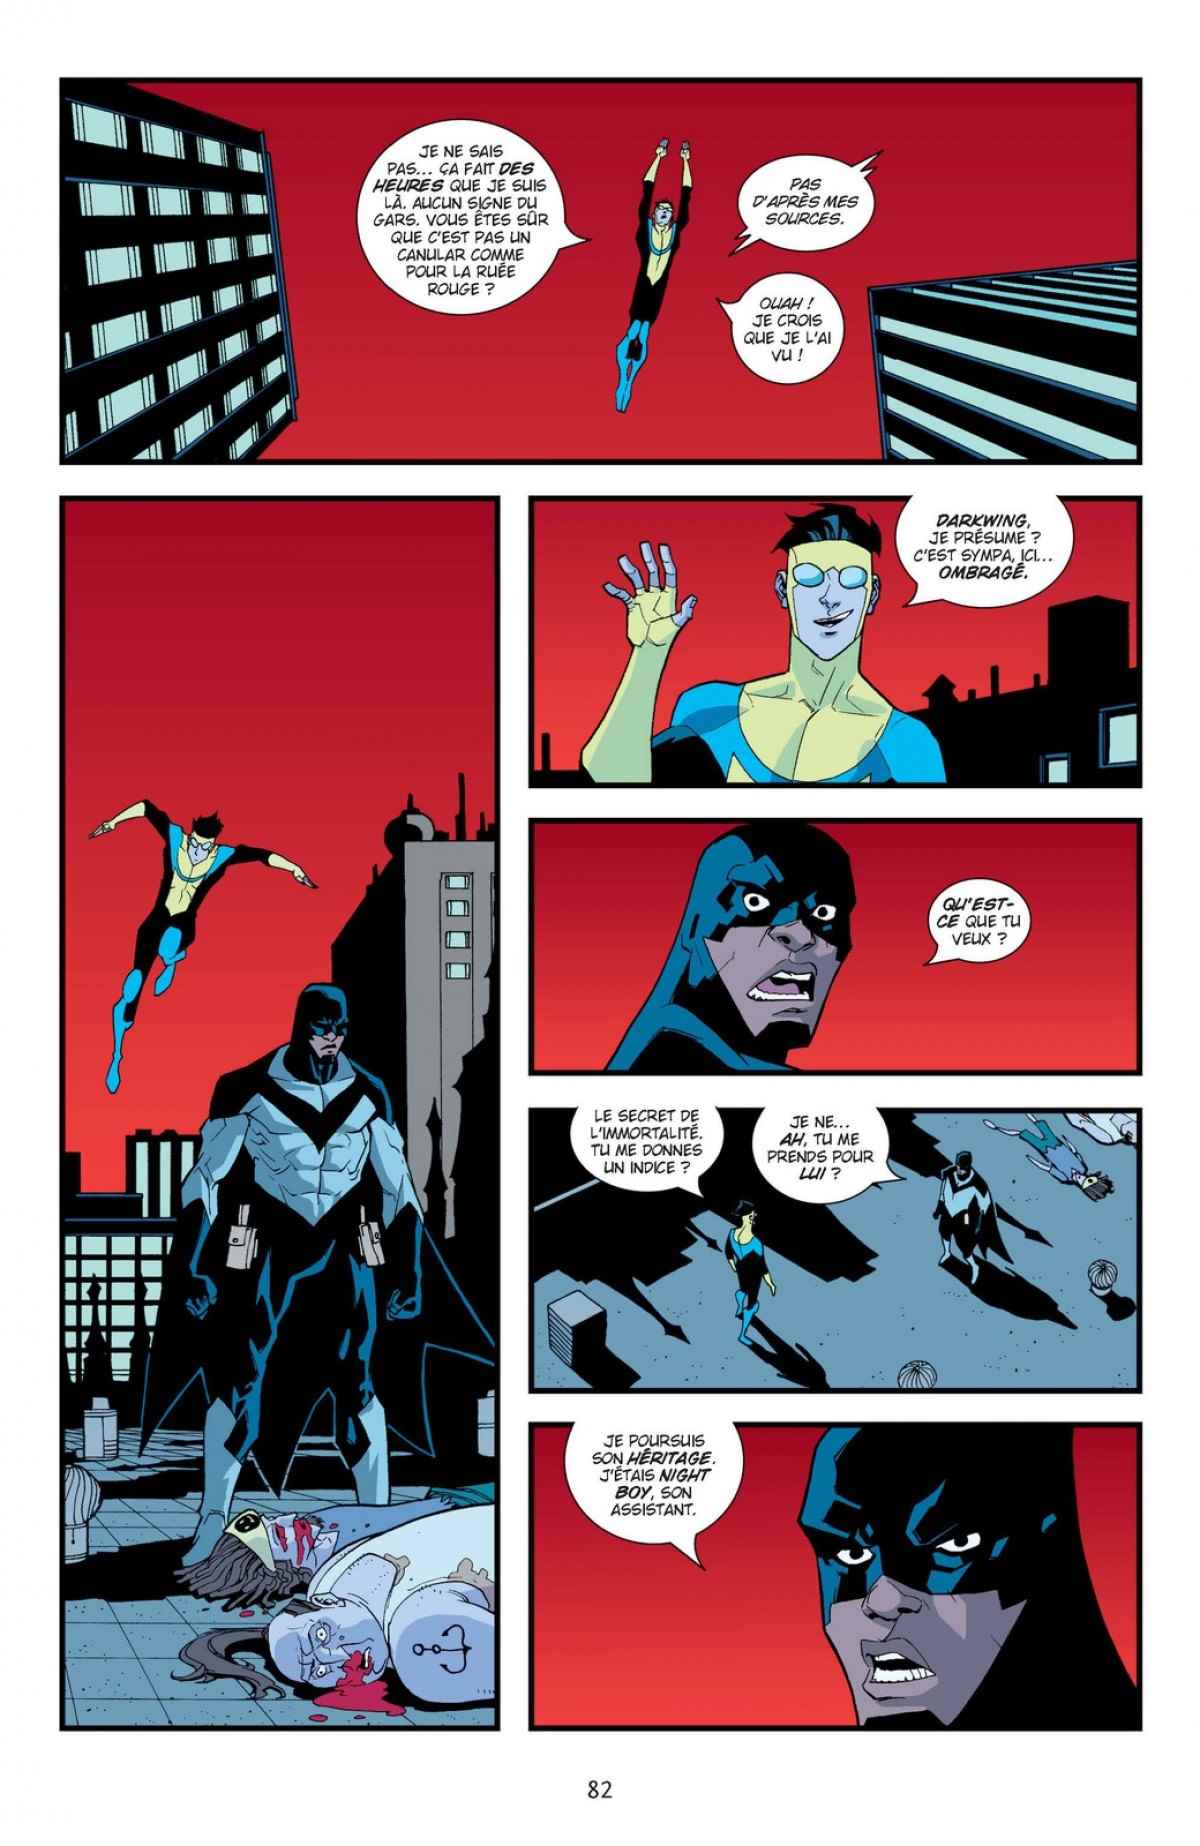 JE NE SAIS
PAS... ÇA FAIT DES
HEURES QUE JE SUIS
LÀ. AUCUN SIGNE DU
GARS. VOUS ÊTES SÛR
QUE C'EST PAS UN
CANULAR COMME
POUR LA RUÉE
ROUGE ?
PAS
D'APRÈS MES
SOURCES.
OUAH !
JE CROIS
QUE JE L'AI
VU !
DARKWING,
JE PRÉSUME ?
C'EST SYMPA, ICI...
OMBRAGÉ.
QU'EST-
CE QUE TU
VEUX ?
LE SECRET DE
L'IMMORTALITÉ.
TU ME DONNES
UN INDICE ?
JE NE...
AH, TU ME
PRENDS POUR
LUI ?
JE POURSUIS
SON HÉRITAGE.
J'ÉTAIS NIGHT
BOY, SON
ASSISTANT.
82